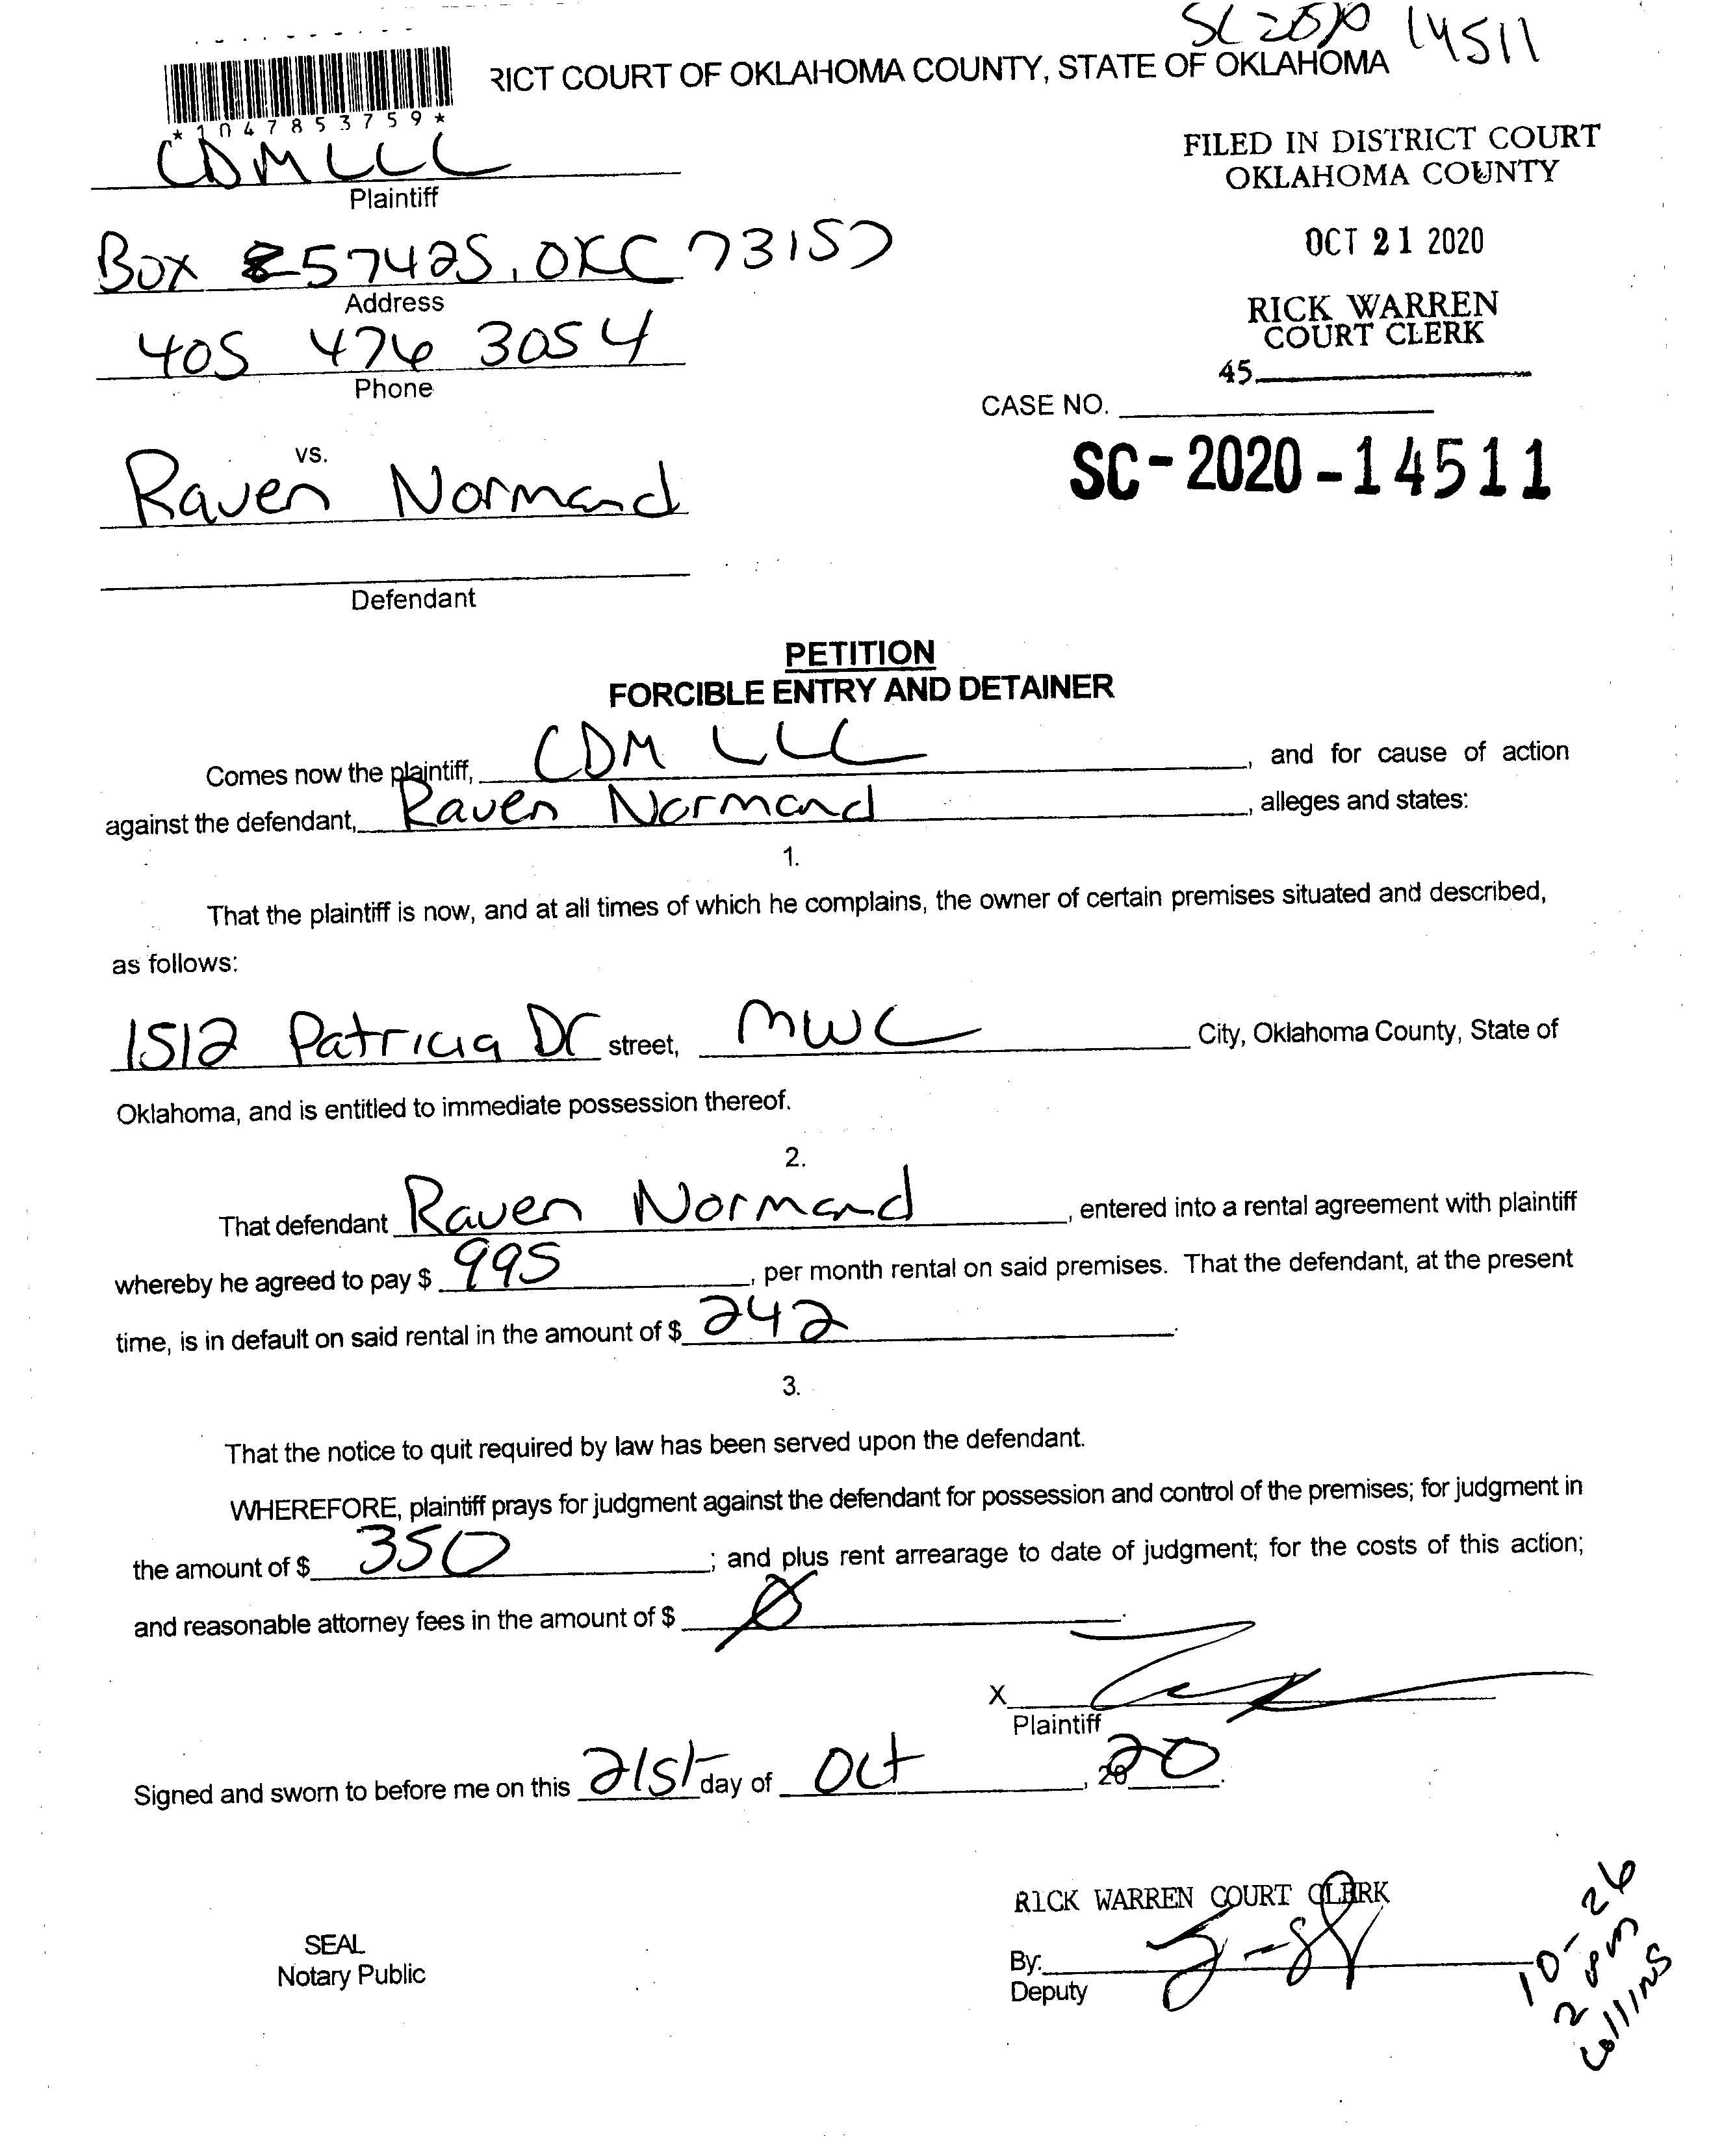 SC 2020 14511
RICT COURT OF OKLAHOMA COUNTY, STATE OF OKLAHOMA
*1047853759*
CDM LLC
Plaintiff
FILED IN DISTRICT COURT
OKLAHOMA COUNTY
Box 57425, OKC 73157
Address
OCT 21 2020
405 476 3054
Phone
RICK WARREN
COURT CLERK
45
CASE NO.
SC-2020-14511
vs.
Raven Normand
Defendant
PETITION
FORCIBLE ENTRY AND DETAINER
Comes now the plaintiff, CDM LLC, and for cause of action
against the defendant, Raven Normand, alleges and states:
1.
That the plaintiff is now, and at all times of which he complains, the owner of certain premises situated and described,
as follows:
1512 Patricia Dr street, MWC City, Oklahoma County, State of
Oklahoma, and is entitled to immediate possession thereof.
2.
That defendant Raven Normand, entered into a rental agreement with plaintiff
whereby he agreed to pay $ 995, per month rental on said premises. That the defendant, at the present
time, is in default on said rental in the amount of $ 242.
3.
That the notice to quit required by law has been served upon the defendant.
WHEREFORE, plaintiff prays for judgment against the defendant for possession and control of the premises; for judgment in
the amount of $ 350; and plus rent arrearage to date of judgment; for the costs of this action;
and reasonable attorney fees in the amount of $ Ø.
X
Plaintiff
Signed and sworn to before me on this 21st day of Oct, 2020.
RICK WARREN COURT CLERK
SEAL
Notary Public
By:
Deputy
10-26
2 pm
Collins